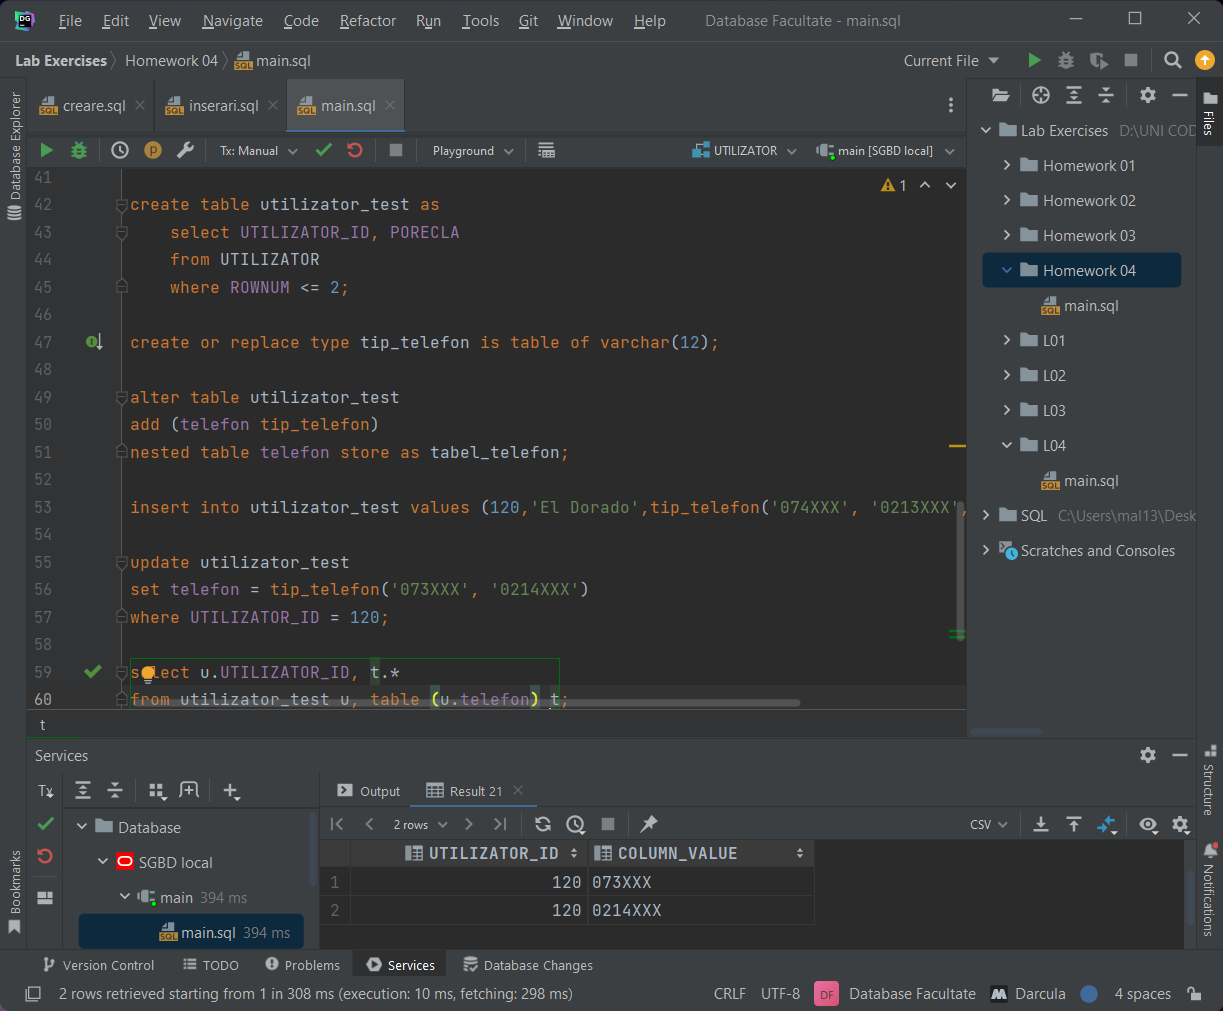 File Edit View Navigate Code Refactor Run Tools Git Window Help Database Facultate - main.sql
Lab Exercises Homework 04 main.sql Current File
creare.sql inserari.sql main.sql
Tx: Manual Playground UTILIZATOR main [SGBD local]
Database Explorer
41
42 create table utilizator_test as
43 select UTILIZATOR_ID, PORECLA
44 from UTILIZATOR
45 where ROWNUM <= 2;
46
47 create or replace type tip_telefon is table of varchar(12);
48
49 alter table utilizator_test
50 add (telefon tip_telefon)
51 nested table telefon store as tabel_telefon;
52
53 insert into utilizator_test values (120,'El Dorado',tip_telefon('074XXX', '0213XXX',
54
55 update utilizator_test
56 set telefon = tip_telefon('073XXX', '0214XXX')
57 where UTILIZATOR_ID = 120;
58
59 select u.UTILIZATOR_ID, t.*
60 from utilizator_test u, table (u.telefon) t;
t
1
Files
Lab Exercises D:\UNI COD
Homework 01
Homework 02
Homework 03
Homework 04
main.sql
L01
L02
L03
L04
main.sql
SQL C:\Users\mal13\Desk
Scratches and Consoles
Services
Tx
Database
SGBD local
main 394 ms
main.sql 394 ms
Output Result 21
2 rows CSV
UTILIZATOR_ID COLUMN_VALUE
1 120 073XXX
2 120 0214XXX
Structure
Notifications
Bookmarks
Version Control TODO Problems Services Database Changes
2 rows retrieved starting from 1 in 308 ms (execution: 10 ms, fetching: 298 ms) CRLF UTF-8 DF Database Facultate Darcula 4 spaces